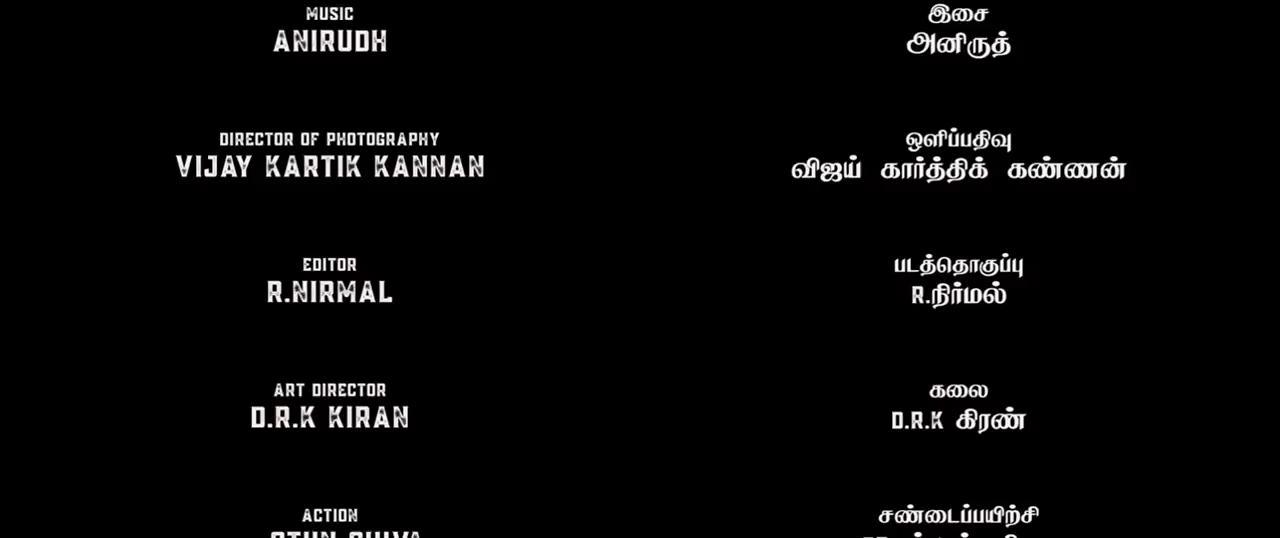 MUSIC
ANIRUDH
இசை
அனிருத்
DIRECTOR OF PHOTOGRAPHY
VIJAY KARTIK KANNAN
ஒளிப்பதிவு
விஜய் கார்த்திக் கண்ணன்
EDITOR
R.NIRMAL
படத்தொகுப்பு
R.நிர்மல்
ART DIRECTOR
D.R.K KIRAN
கலை
D.R.K கிரண்
ACTION
சண்டைப்பயிற்சி